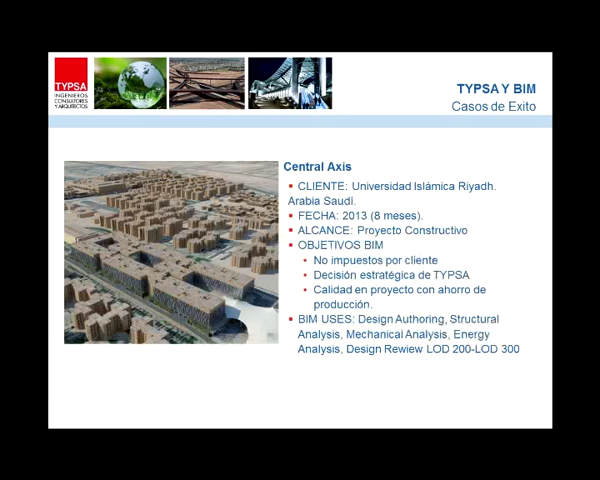 TYPSA
INGENIEROS
CONSULTORES
Y ARQUITECTOS
TYPSA Y BIM
Casos de Exito
Central Axis
▪ CLIENTE: Universidad Islámica Riyadh.
Arabia Saudí.
▪ FECHA: 2013 (8 meses).
▪ ALCANCE: Proyecto Constructivo
▪ OBJETIVOS BIM
• No impuestos por cliente
• Decisión estratégica de TYPSA
• Calidad en proyecto con ahorro de
producción.
▪ BIM USES: Design Authoring, Structural
Analysis, Mechanical Analysis, Energy
Analysis, Design Rewiew LOD 200-LOD 300